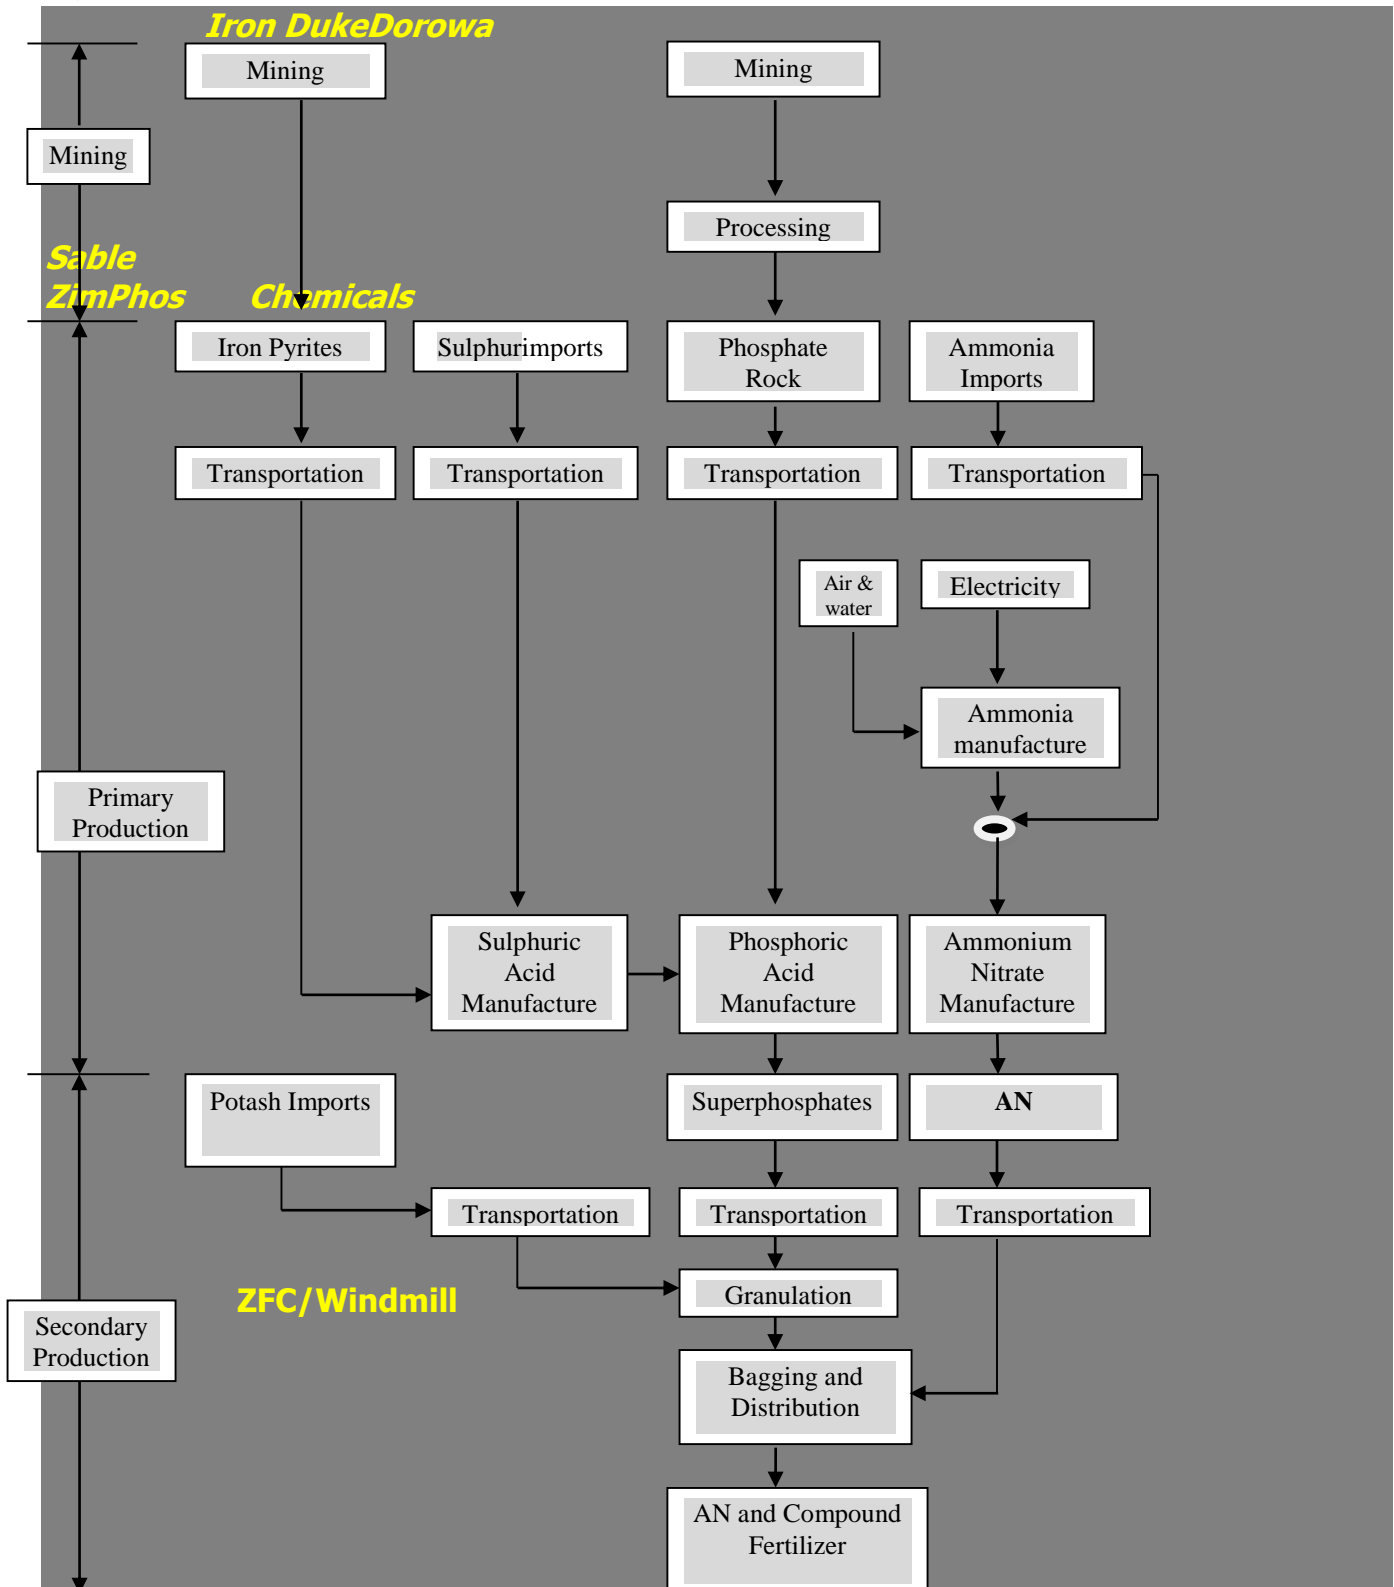 Iron DukeDorowa
Mining
Mining
Mining
Processing
Sable
ZimPhos Chemicals
Iron Pyrites
Sulphurimports
Phosphate
Rock
Ammonia
Imports
Transportation
Transportation
Transportation
Transportation
Air &
water
Electricity
Ammonia
manufacture
Primary
Production
Sulphuric
Acid
Manufacture
Phosphoric
Acid
Manufacture
Ammonium
Nitrate
Manufacture
Potash Imports
Superphosphates
AN
Transportation
Transportation
Transportation
ZFC/Windmill
Granulation
Secondary
Production
Bagging and
Distribution
AN and Compound
Fertilizer